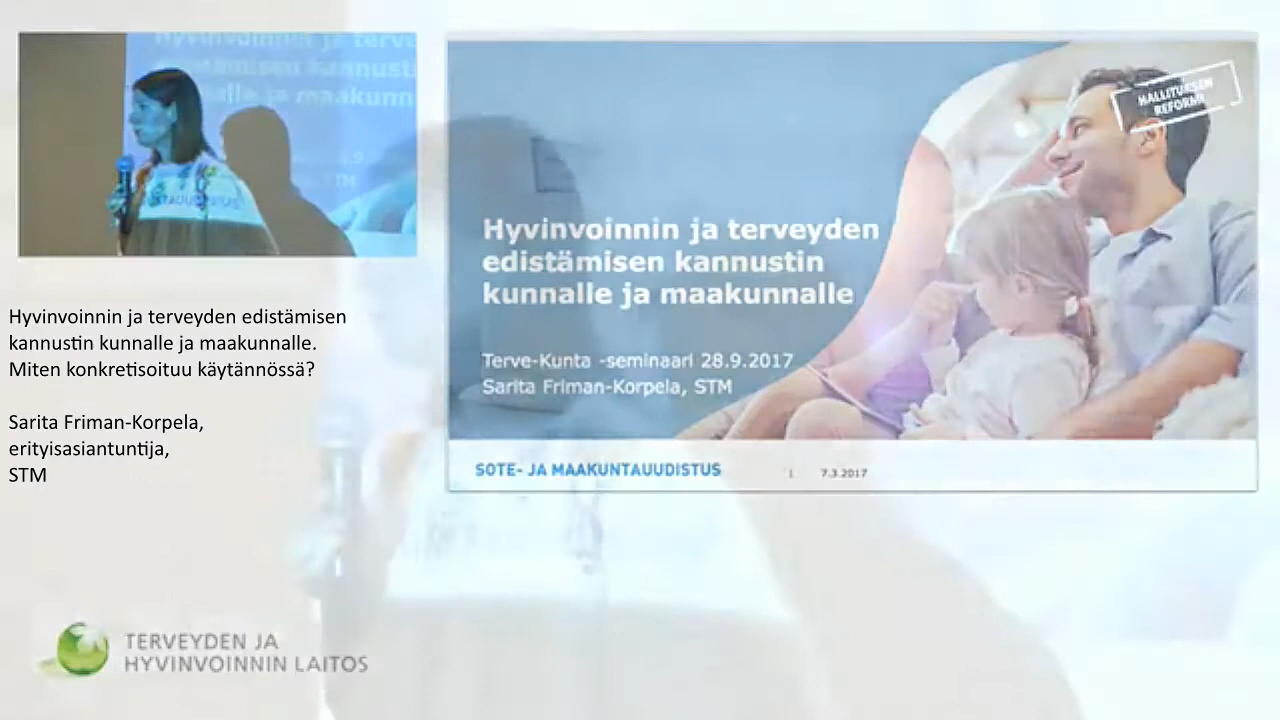 Hyvinvoinnin ja terveyden edistämisen
kannustin kunnalle ja maakunnalle.
Miten konkretisoituu käytännössä?
Sarita Friman-Korpela,
erityisasiantuntija,
STM
TERVEYDEN JA
HYVINVOINNIN LAITOS
HALLITUKSEN
REFORMI
Hyvinvoinnin ja terveyden
edistämisen kannustin
kunnalle ja maakunnalle
Terve-Kunta -seminaari 28.9.2017
Sarita Friman-Korpela, STM
SOTE- JA MAAKUNTAUUDISTUS
1 7.3.2017